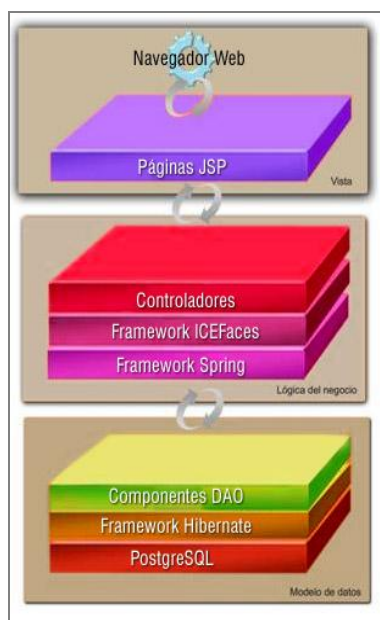 Navegador Web
Páginas JSP
Vista
Controladores
Framework ICEFaces
Framework Spring
Lógica del negocio
Componentes DAO
Framework Hibernate
PostgreSQL
Modelo de datos